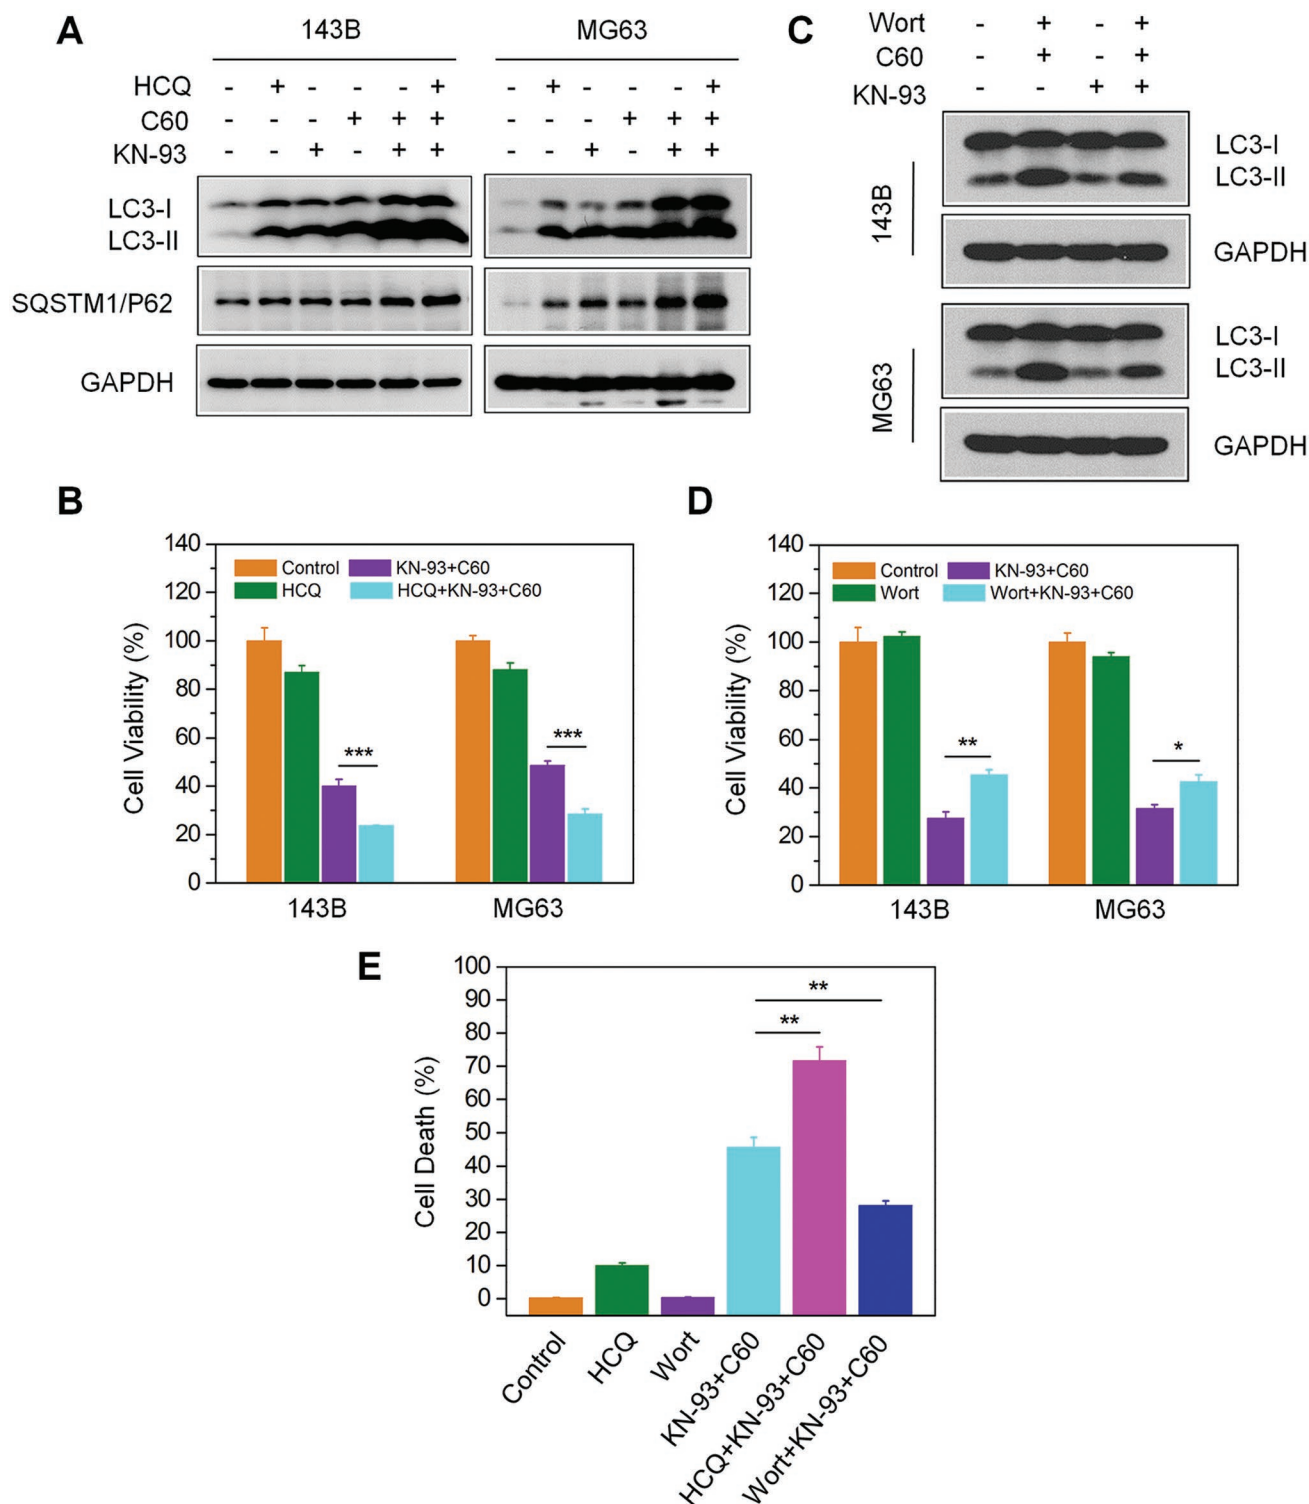 A
143B
MG63
HCQ - + - - - + - + - - - +
C60 - - - + + + - - - + + +
KN-93 - - + - + + - - + - + +
LC3-I
LC3-II
SQSTM1/P62
GAPDH
C
Wort - + - +
C60 - + - +
KN-93 - - + +
143B
LC3-I
LC3-II
GAPDH
MG63
LC3-I
LC3-II
GAPDH
B
Cell Viability (%)
140
120
100
80
60
40
20
0
Control
KN-93+C60
HCQ
HCQ+KN-93+C60
***
***
143B
MG63
D
Cell Viability (%)
140
120
100
80
60
40
20
0
Control
KN-93+C60
Wort
Wort+KN-93+C60
**
*
143B
MG63
E
Cell Death (%)
100
90
80
70
60
50
40
30
20
10
0
**
**
Control
HCQ
Wort
KN-93+C60
HCQ+KN-93+C60
Wort+KN-93+C60